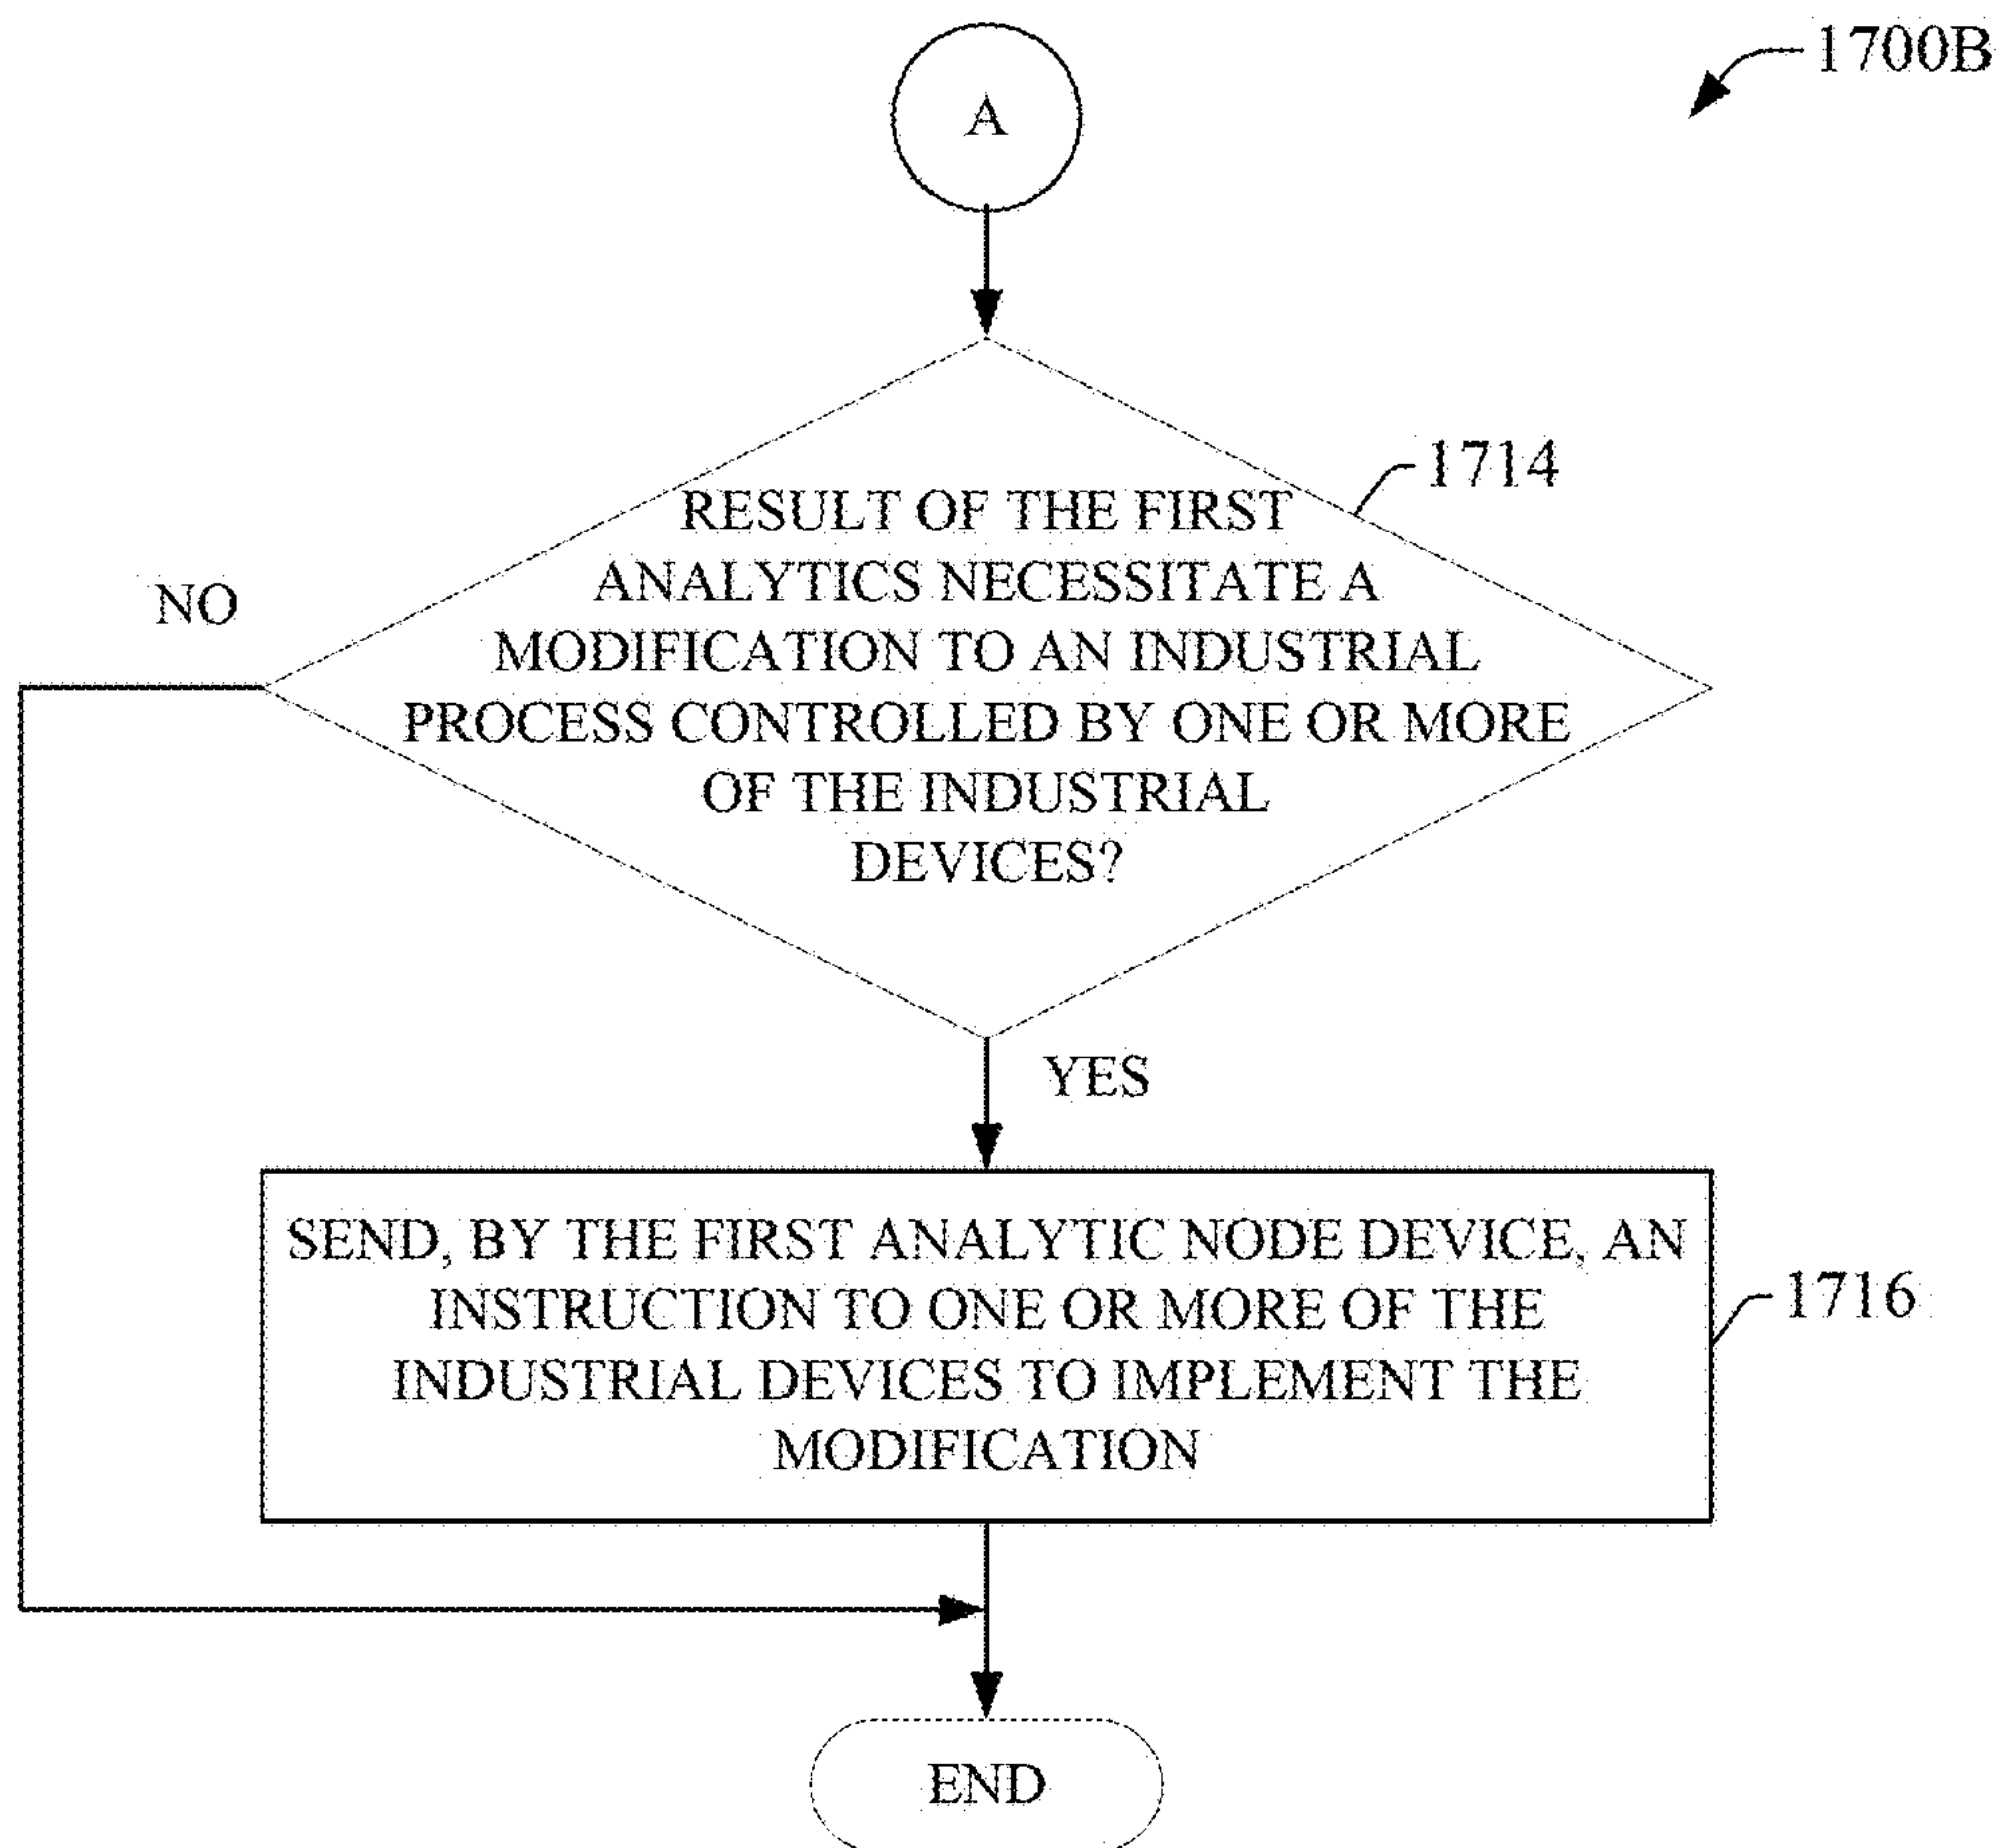 1700B
A
1714
RESULT OF THE FIRST
ANALYTICS NECESSITATE A
MODIFICATION TO AN INDUSTRIAL
PROCESS CONTROLLED BY ONE OR MORE
OF THE INDUSTRIAL
DEVICES?
NO
YES
SEND, BY THE FIRST ANALYTIC NODE DEVICE, AN
INSTRUCTION TO ONE OR MORE OF THE
INDUSTRIAL DEVICES TO IMPLEMENT THE
MODIFICATION
1716
END